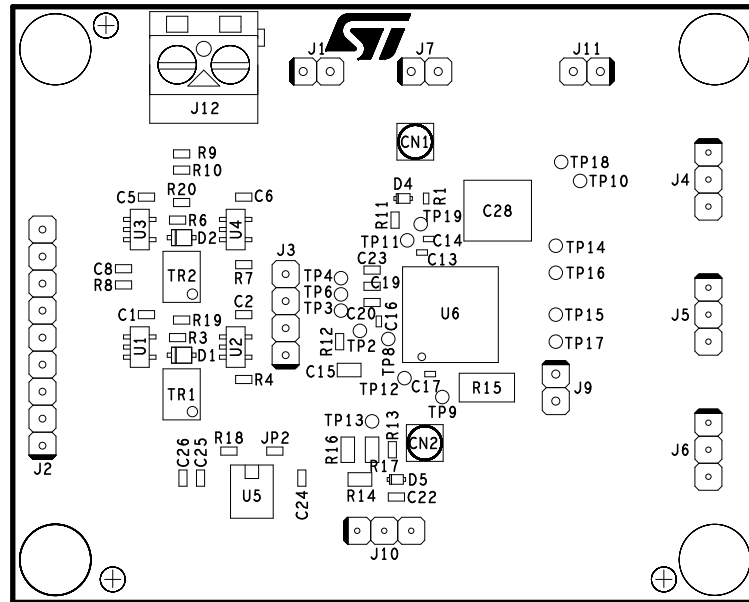 ST
J1
J7
J11
J12
CN1
R9
R10
TP18
TP10
J4
D4
R1
C5
R20
C6
R11
TP19
C28
R6
U3
D2
U4
TP11
C14
TP14
J3
C23
C13
C8
R8
TR2
R7
TP4
TP6
TP3
C19
TP16
U6
C1
R19
C2
C20
C16
TP15
J5
U1
R3
D1
U2
R12
TP2
TP8
TP17
R4
C15
TP12
C17
R15
J9
TR1
TP9
TP13
R18
JP2
R16
R13
CN2
J6
J2
C26
C25
R17
U5
C24
R14
D5
C22
J10